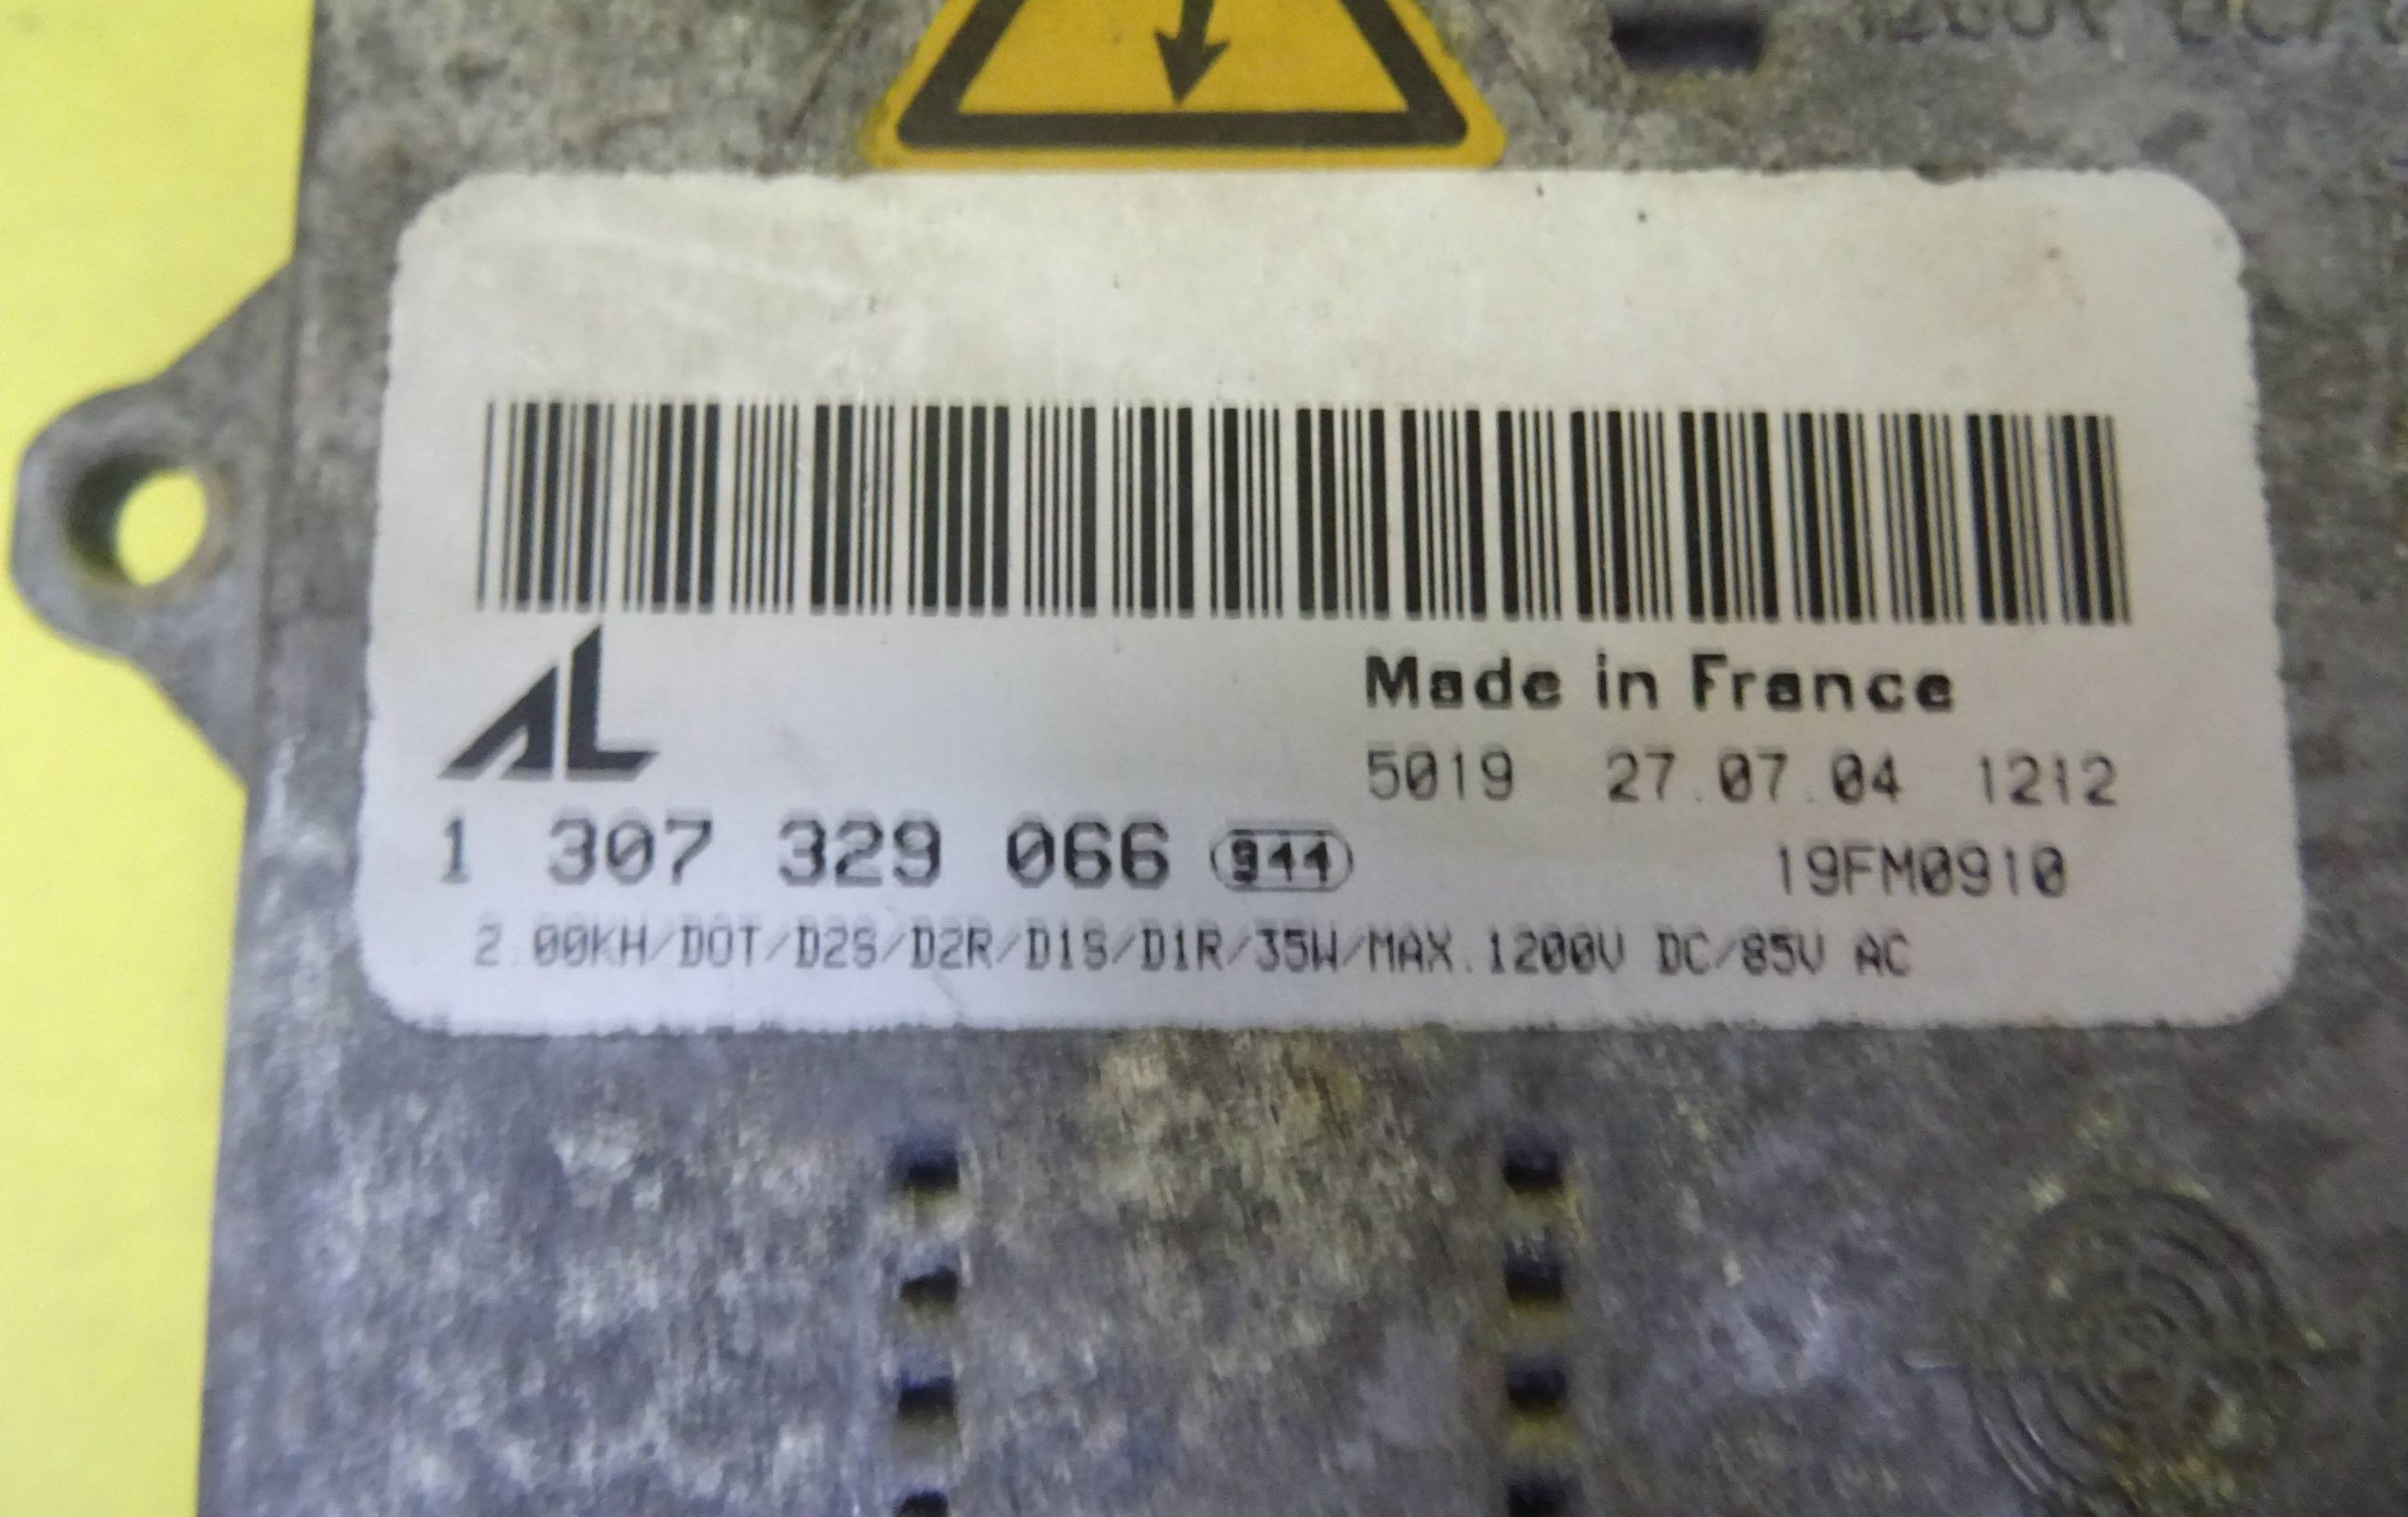 AL
Made in France
5019 27.07.04 1212
1 307 329 066 944
19FM0910
2.00KH/DOT/D2S/D2R/D1S/D1R/35W/MAX.1200V DC/85V AC